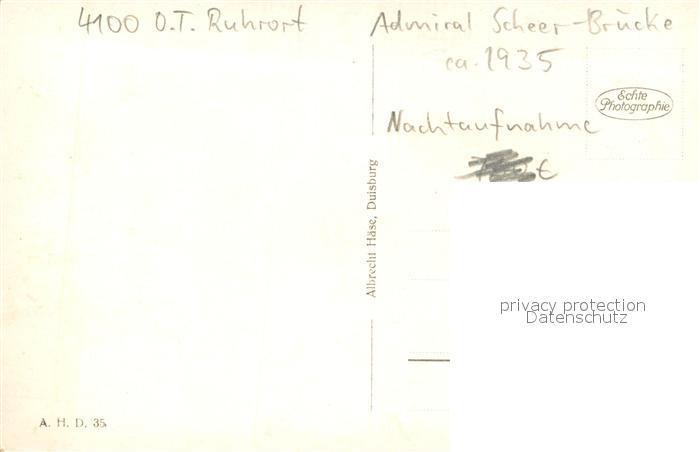 4100 O.T. Ruhrort
Admiral Scheer-Brücke
ca. 1935
Echte
Photographie
Nachtaufnahme
€
Albrecht Häse, Duisburg
privacy protection
Datenschutz
A. H. D. 35.